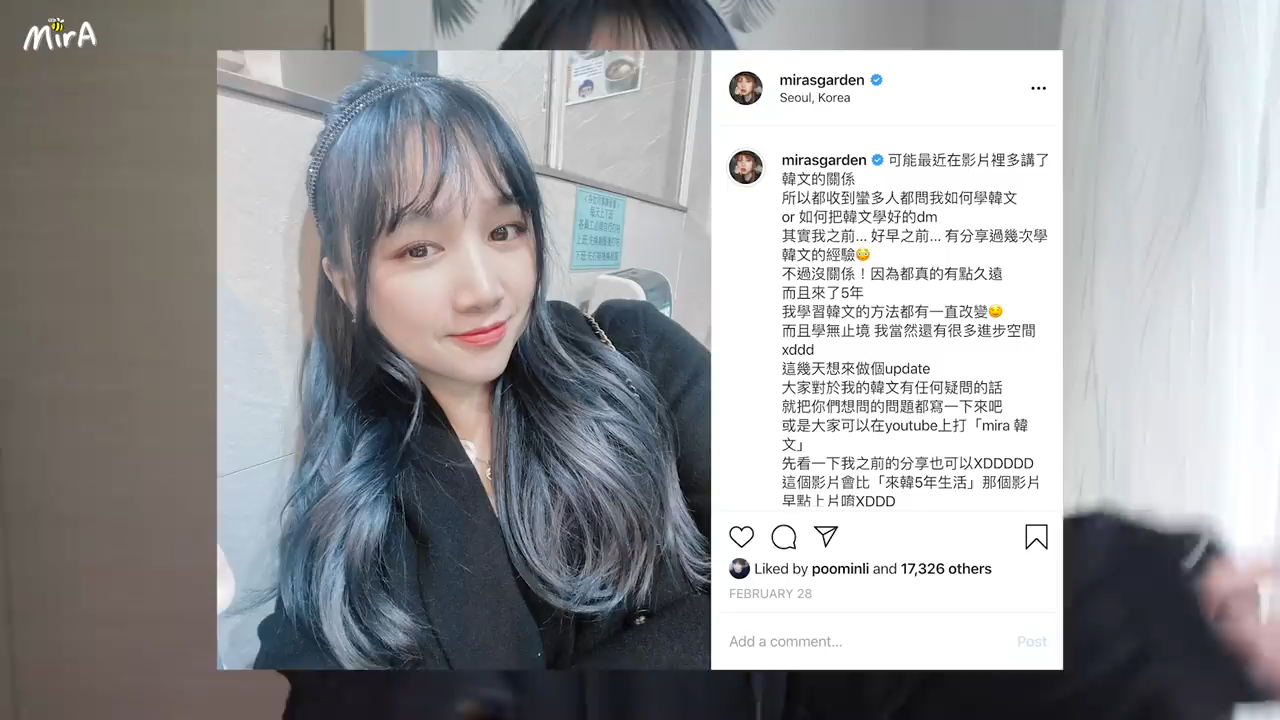 MirA
mirasgarden
Seoul, Korea
mirasgarden 可能最近在影片裡多講了
韓文的關係
所以都收到蠻多人都問我如何學韓文
or 如何把韓文學好的dm
其實我之前... 好早之前... 有分享過幾次學
韓文的經驗😳
不過沒關係！因為都真的有點久遠
而且來了5年
我學習韓文的方法都有一直改變😋
而且學無止境 我當然還有很多進步空間
xddd
這幾天想來做個update
大家對於我的韓文有任何疑問的話
就把你們想問的問題都寫一下來吧
或是大家可以在youtube上打「mira 韓
文」
先看一下我之前的分享也可以XDDDDD
這個影片會比「來韓5年生活」那個影片
早點上片唷XDDD
Liked by poominli and 17,326 others
FEBRUARY 28
Add a comment...
Post
每天上下班